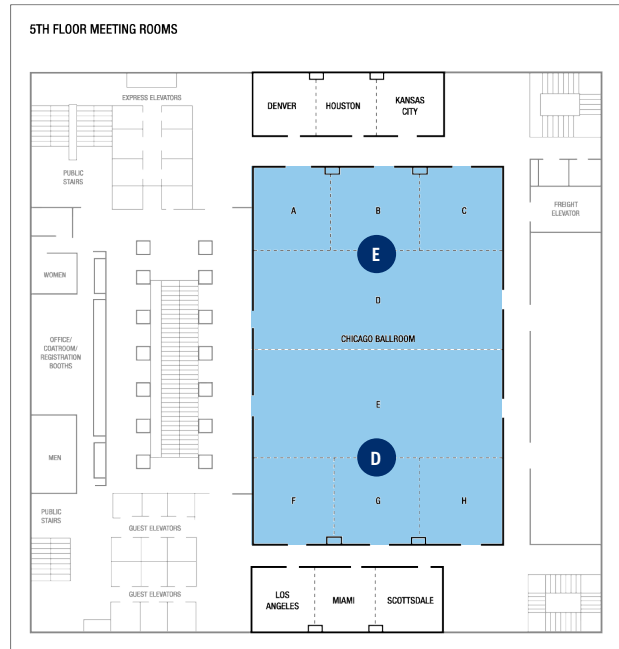 5TH FLOOR MEETING ROOMS
EXPRESS ELEVATORS
DENVER
HOUSTON
KANSAS
CITY
PUBLIC
STAIRS
A
B
C
FREIGHT
ELEVATOR
E
WOMEN
D
CHICAGO BALLROOM
OFFICE/
COATROOM/
REGISTRATION
BOOTHS
E
MEN
D
F
G
H
PUBLIC
STAIRS
GUEST ELEVATORS
GUEST ELEVATORS
LOS
ANGELES
MIAMI
SCOTTSDALE